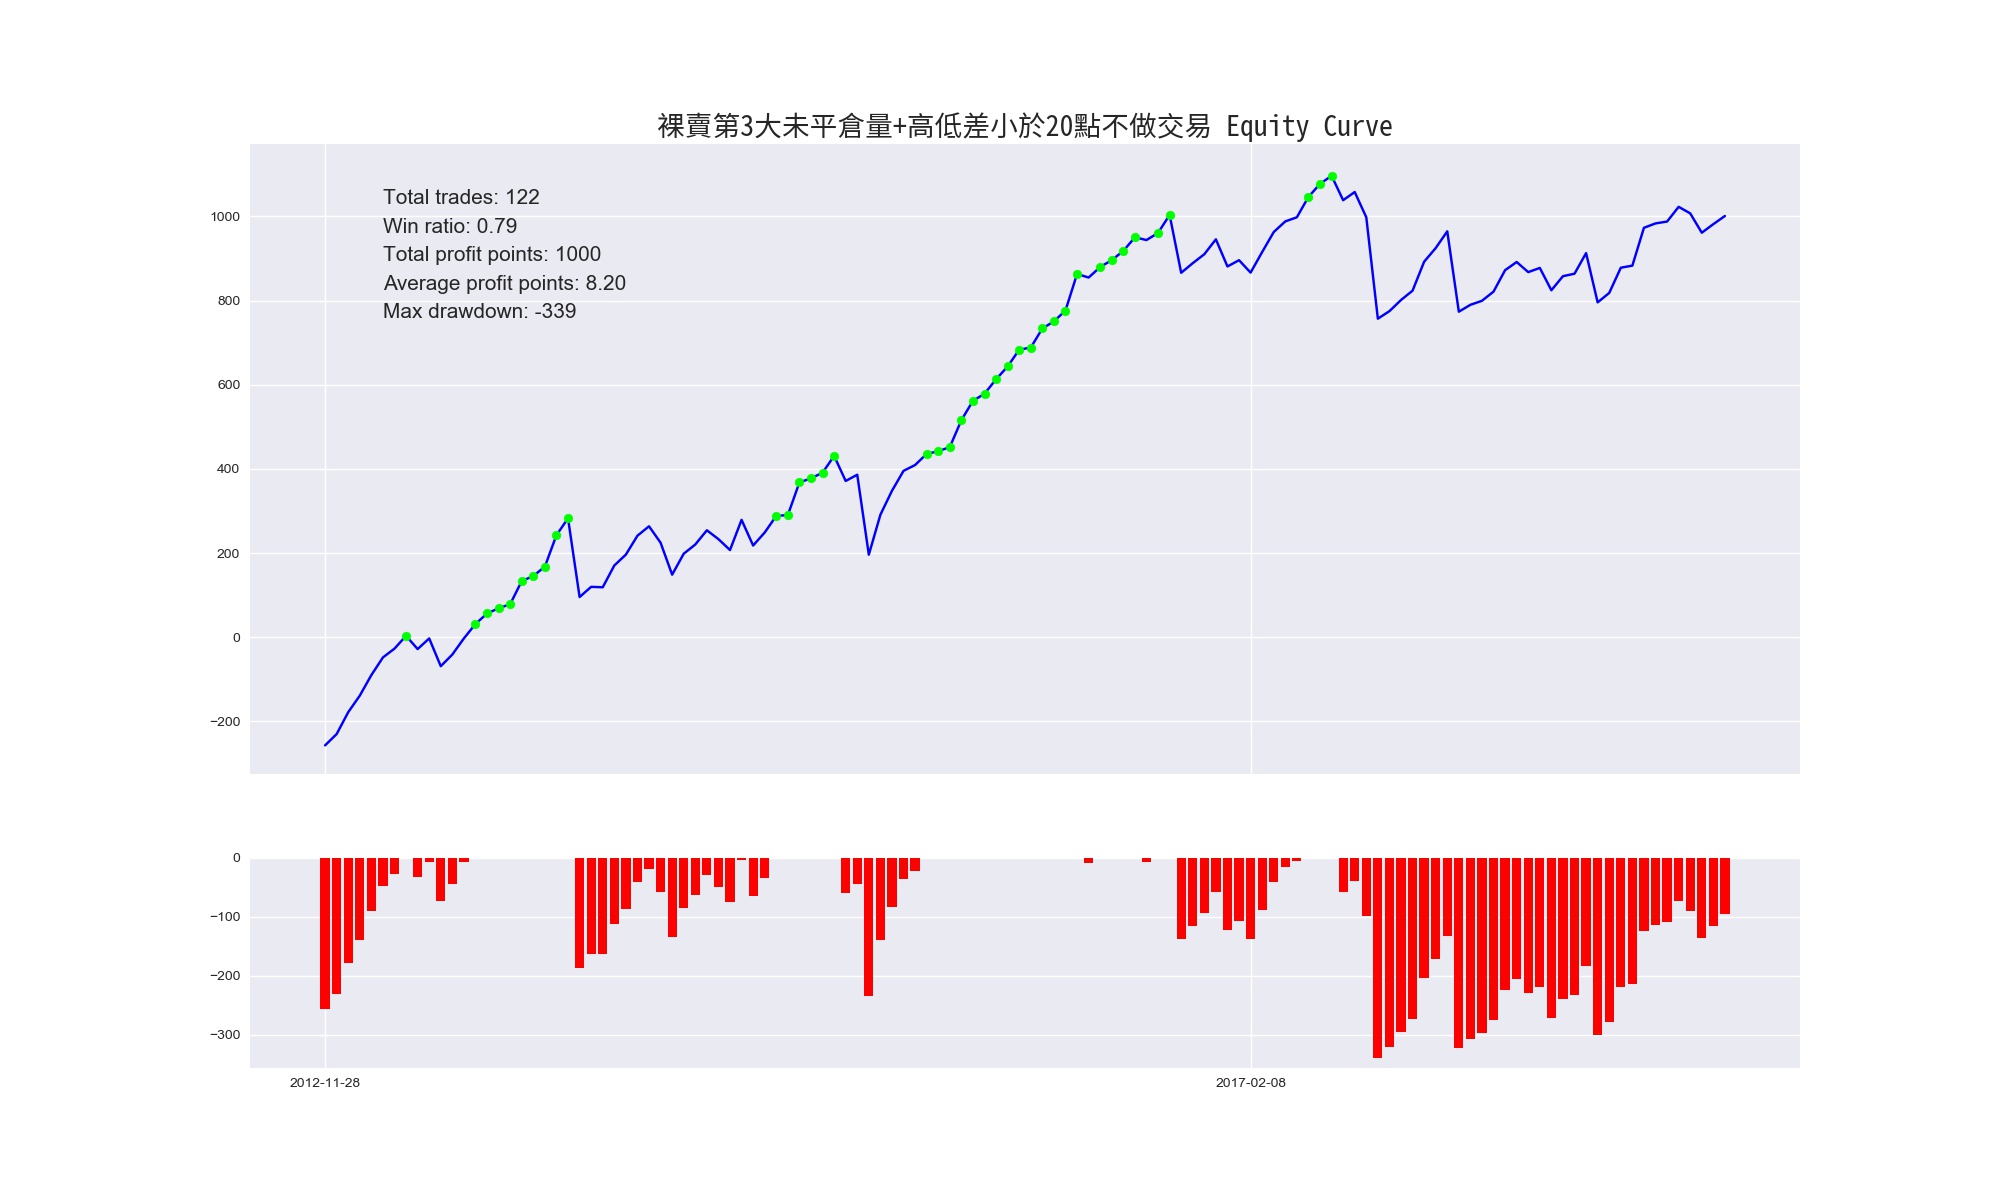 裸賣第3大未平倉量+高低差小於20點不做交易 Equity Curve
Total trades: 122
Win ratio: 0.79
Total profit points: 1000
Average profit points: 8.20
Max drawdown: -339
1000
800
600
400
200
0
−200
0
−100
−200
−300
2012-11-28
2017-02-08